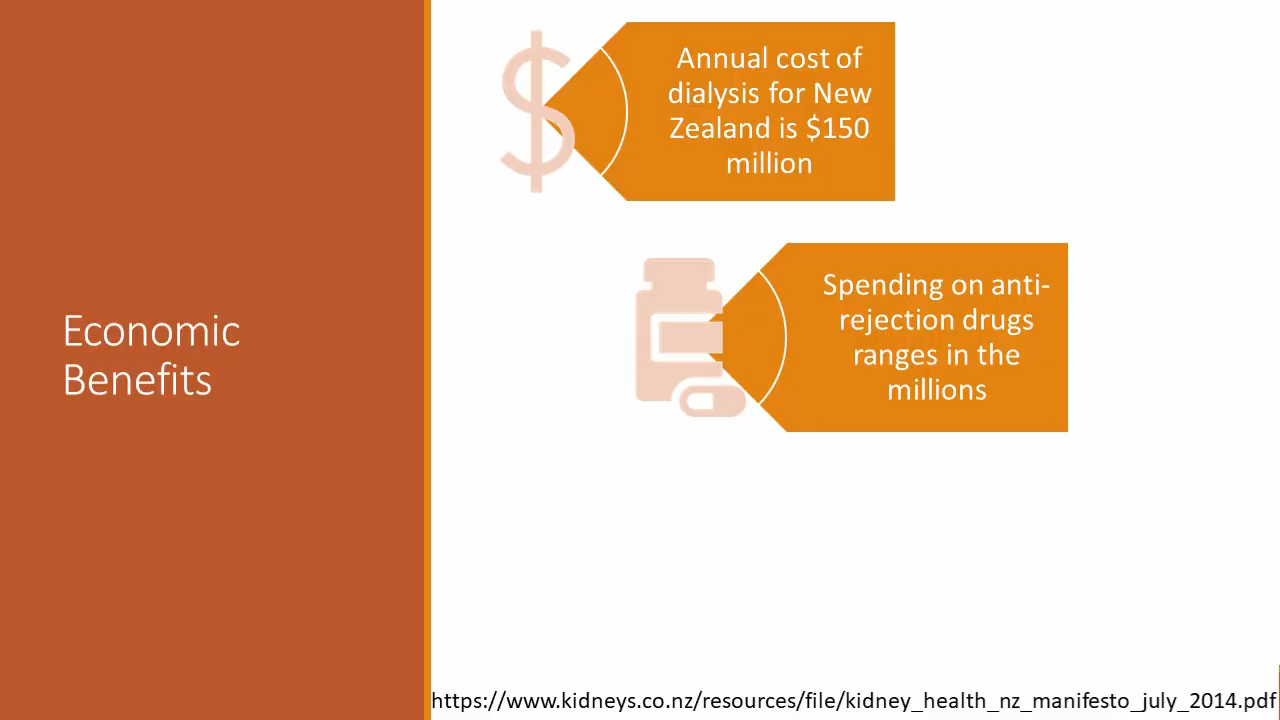 Economic
Benefits
Annual cost of
dialysis for New
Zealand is $150
million
Spending on anti-
rejection drugs
ranges in the
millions
https://www.kidneys.co.nz/resources/file/kidney_health_nz_manifesto_july_2014.pdf